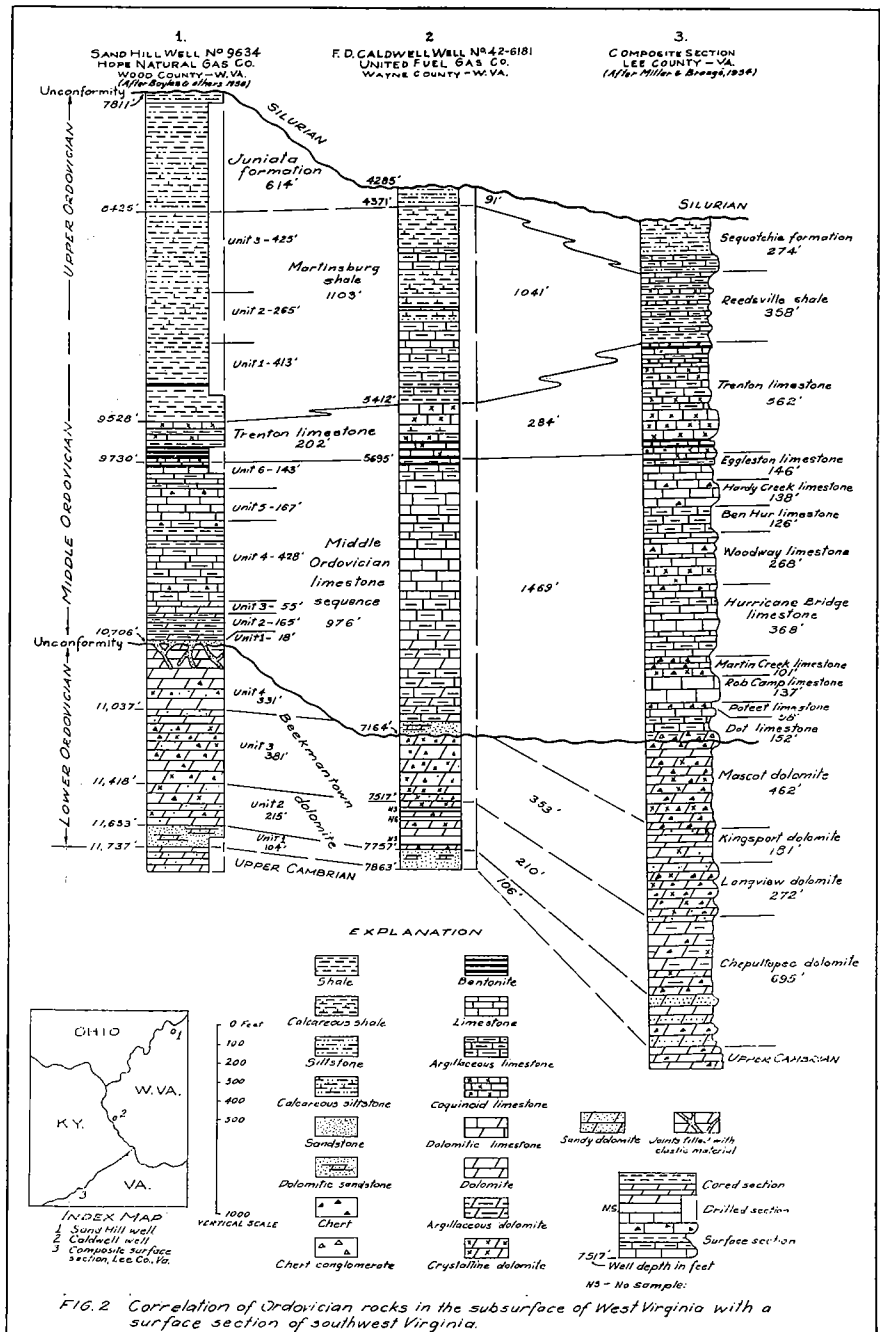 1.
SAND HILL WELL Nº 9634
HOPE NATURAL GAS CO.
WOOD COUNTY - W.VA.
(After & others 1956)
2
F. D. CALDWELL WELL Nº 42-6181
UNITED FUEL GAS CO.
WAYNE COUNTY - W.VA.
3.
COMPOSITE SECTION
LEE COUNTY - VA.
(After Miller & 1954)
Unconformity
7811'
SILURIAN
Juniata
formation
614'
4285'
4371'
91'
SILURIAN
8425'
Sequatchie formation
274'
Unit 3 - 425'
Martinsburg
shale
1103'
1041'
Reedsville shale
358'
Unit 2 - 265'
Unit 1 - 413'
Trenton limestone
562'
5412'
9528'
Trenton limestone
202'
284'
9730'
5695'
Eggleston limestone
146'
Unit 6 - 143'
Hardy Creek limestone
138'
Unit 5 - 167'
Ben Hur limestone
126'
Woodway limestone
268'
Unit 4 - 428'
Middle
Ordovician
limestone
sequence
976'
1469'
Hurricane Bridge
limestone
368'
Unit 3 - 55'
Unit 2 - 165'
Unit 1 - 18'
10,706'
Unconformity
Martin Creek limestone
101'
Rob Camp limestone
137'
Poteet limestone
Dot limestone
152'
Unit 4
331'
11,037'
7164'
Beekmantown
dolomite
Unit 3
381'
Mascot dolomite
462'
11,418'
7517'
NS
NS
NS
353'
Unit 2
215'
11,653'
Kingsport dolomite
181'
Unit 1
104'
11,737'
7757'
210'
UPPER CAMBRIAN
7863'
106'
Longview dolomite
272'
Chepultepec dolomite
695'
UPPER CAMBRIAN
UPPER ORDOVICIAN
MIDDLE ORDOVICIAN
LOWER ORDOVICIAN
EXPLANATION
Shale
Calcareous shale
Siltstone
Calcareous siltstone
Sandstone
Dolomitic sandstone
Chert
Chert conglomerate
Bentonite
Limestone
Argillaceous limestone
Coquinoid limestone
Dolomitic limestone
Dolomite
Argillaceous dolomite
Crystalline dolomite
Sandy dolomite
Joints filled with
clastic material
Cored section
NS
Drilled section
Surface section
7517'
Well depth in feet
NS - No Sample.
0 Feet
100
200
300
400
500
1000
VERTICAL SCALE
OHIO
1
W. VA.
2
KY.
3
VA.
INDEX MAP
1 Sand Hill well
2 Caldwell well
3 Composite surface
section, Lee Co., Va.
FIG. 2 Correlation of Ordovician rocks in the subsurface of West Virginia with a
surface section of southwest Virginia.